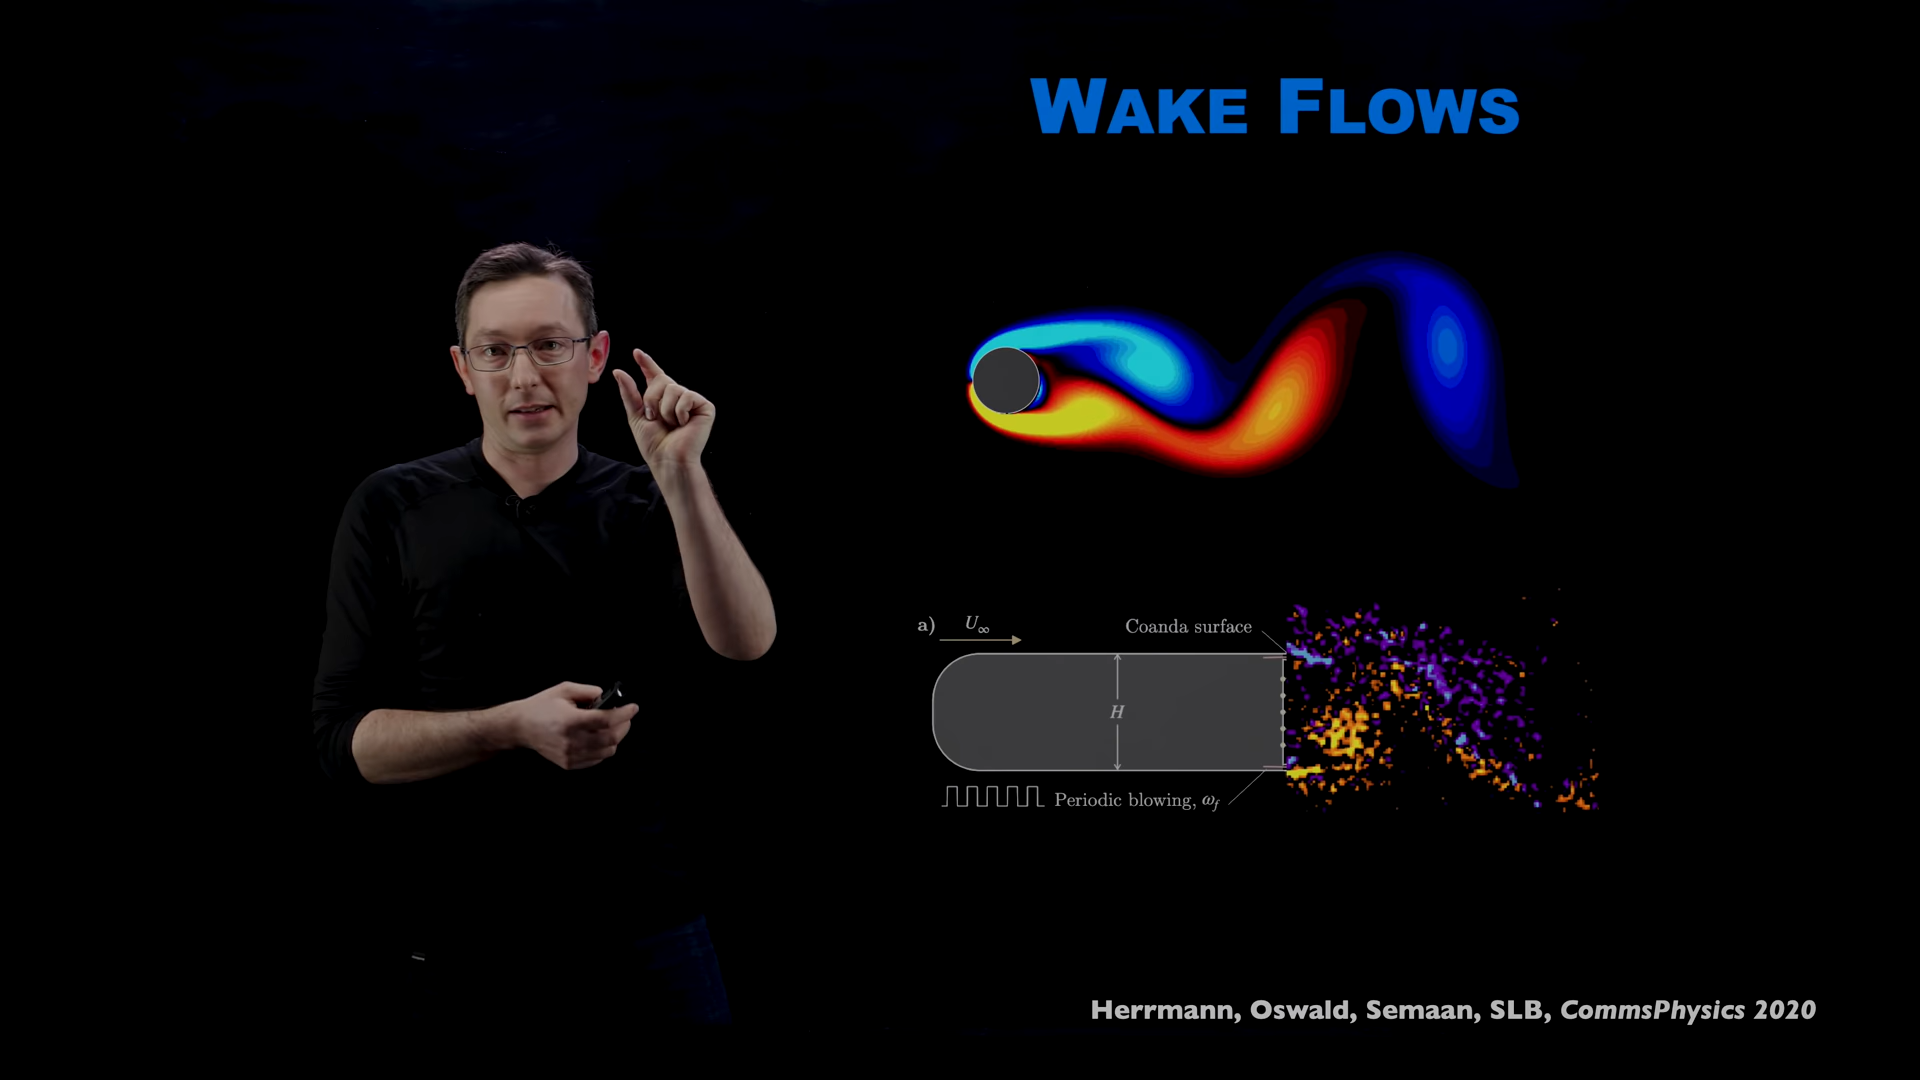 WAKE FLOWS
a) U∞
Coanda surface
H
Periodic blowing, ωf
Herrmann, Oswald, Semaan, SLB, CommsPhysics 2020